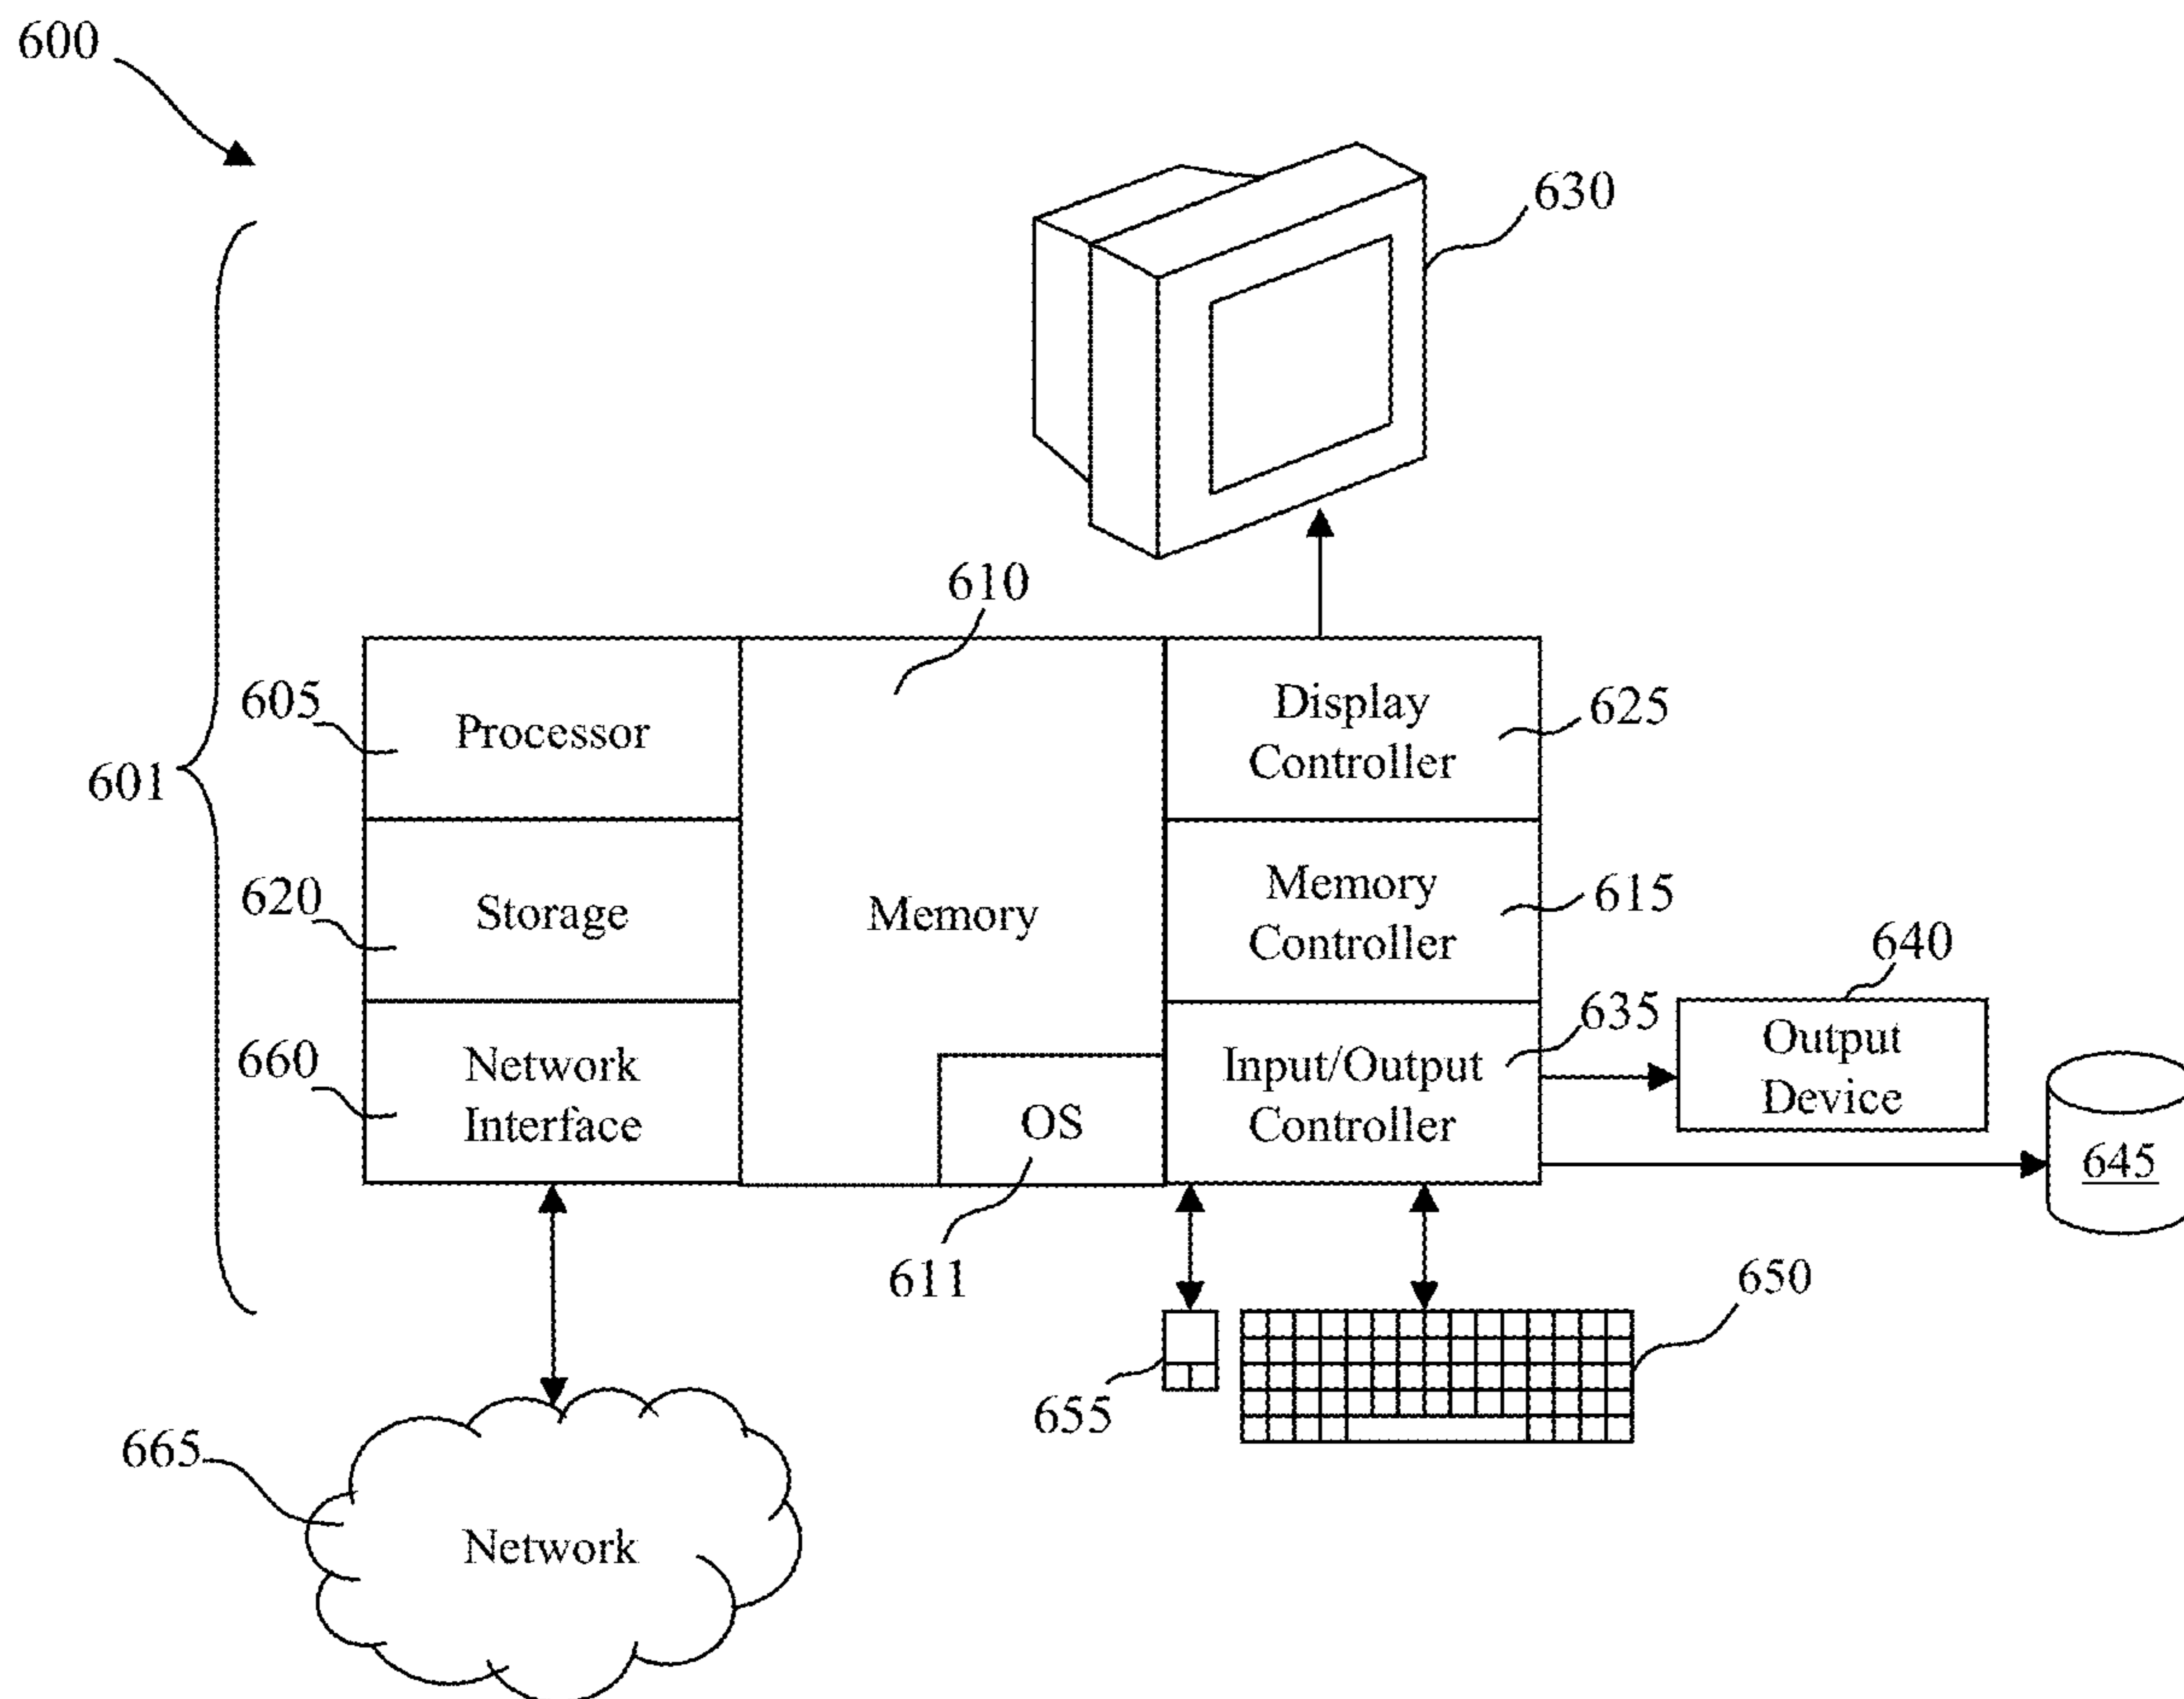 600
630
610
605
Processor
Display
Controller
625
601
620
Storage
Memory
Memory
Controller
615
640
635
Output
Device
660
Network
Interface
OS
Input/Output
Controller
645
611
650
655
665
Network